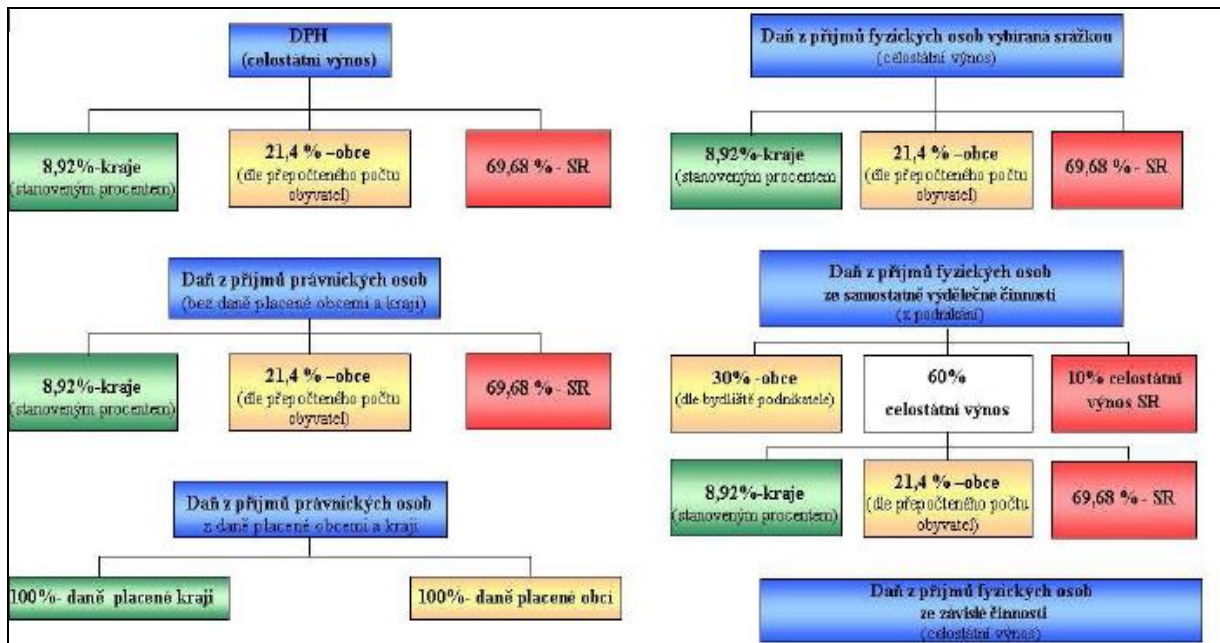 DPH
(celostátní výnos)
8,92%-kraje
(stanoveným procentem)
21,4 % –obce
(dle přepočteného počtu
obyvatel)
69,68 % - SR
Daň z příjmů právnických osob
(bez daně placené obcemi a kraji)
8,92%-kraje
(stanoveným procentem)
21,4 % –obce
(dle přepočteného počtu
obyvatel)
69,68 % - SR
Daň z příjmů právnických osob
z daně placené obcemi a kraji
100%- daně placené kraji
100%- daně placené obcí
Daň z příjmů fyzických osob vybíraná srážkou
(celostátní výnos)
8,92%-kraje
(stanoveným procentem
21,4 % –obce
(dle přepočteného počtu
obyvatel)
69,68 % - SR
Daň z příjmů fyzických osob
ze samostatně výdělečné činnosti
(z podnikání)
30% -obce
(dle bydliště podnikatele)
60%
celostátní výnos
10% celostátní
výnos SR
8,92%-kraje
(stanoveným procentem)
21,4 % –obce
(dle přepočteného počtu
obyvatel)
69,68 % - SR
Daň z příjmů fyzických osob
ze závislé činnosti
(celostátní výnos)